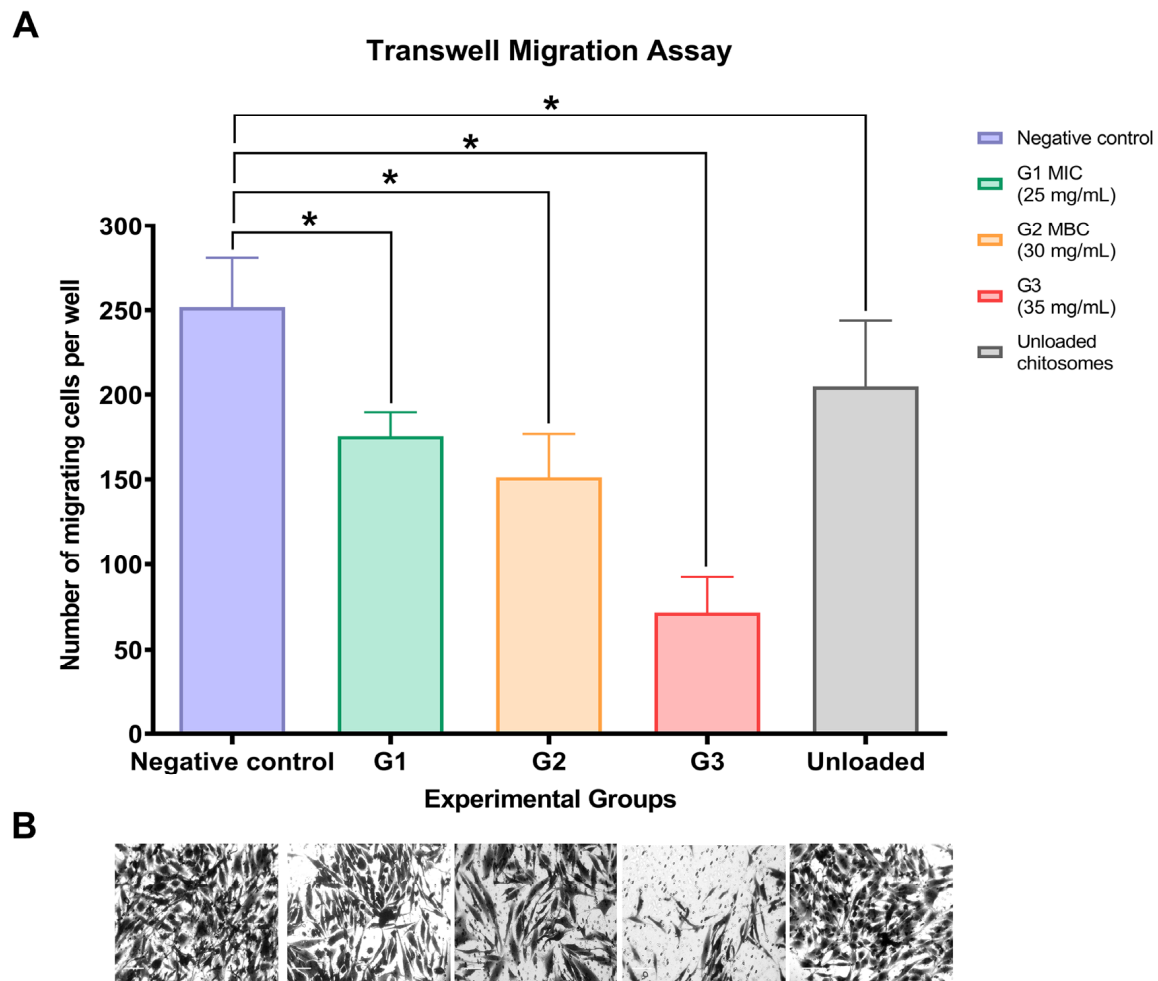 A
Transwell Migration Assay
*
*
*
*
Number of migrating cells per well
300
250
200
150
100
50
0
Negative control
G1
G2
G3
Unloaded
Experimental Groups
Negative control
G1 MIC
(25 mg/mL)
G2 MBC
(30 mg/mL)
G3
(35 mg/mL)
Unloaded
chitosomes
B